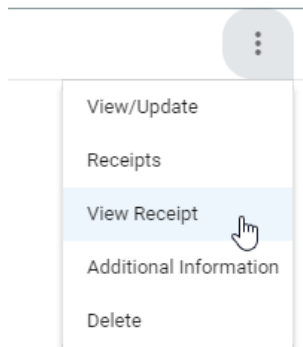 View/Update
Receipts
View Receipt
Additional Information
Delete